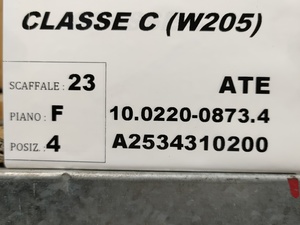 CLASSE C (W205)
SCAFFALE : 23
PIANO : F
POSIZ. 4
ATE
10.0220-0873.4
A2534310200